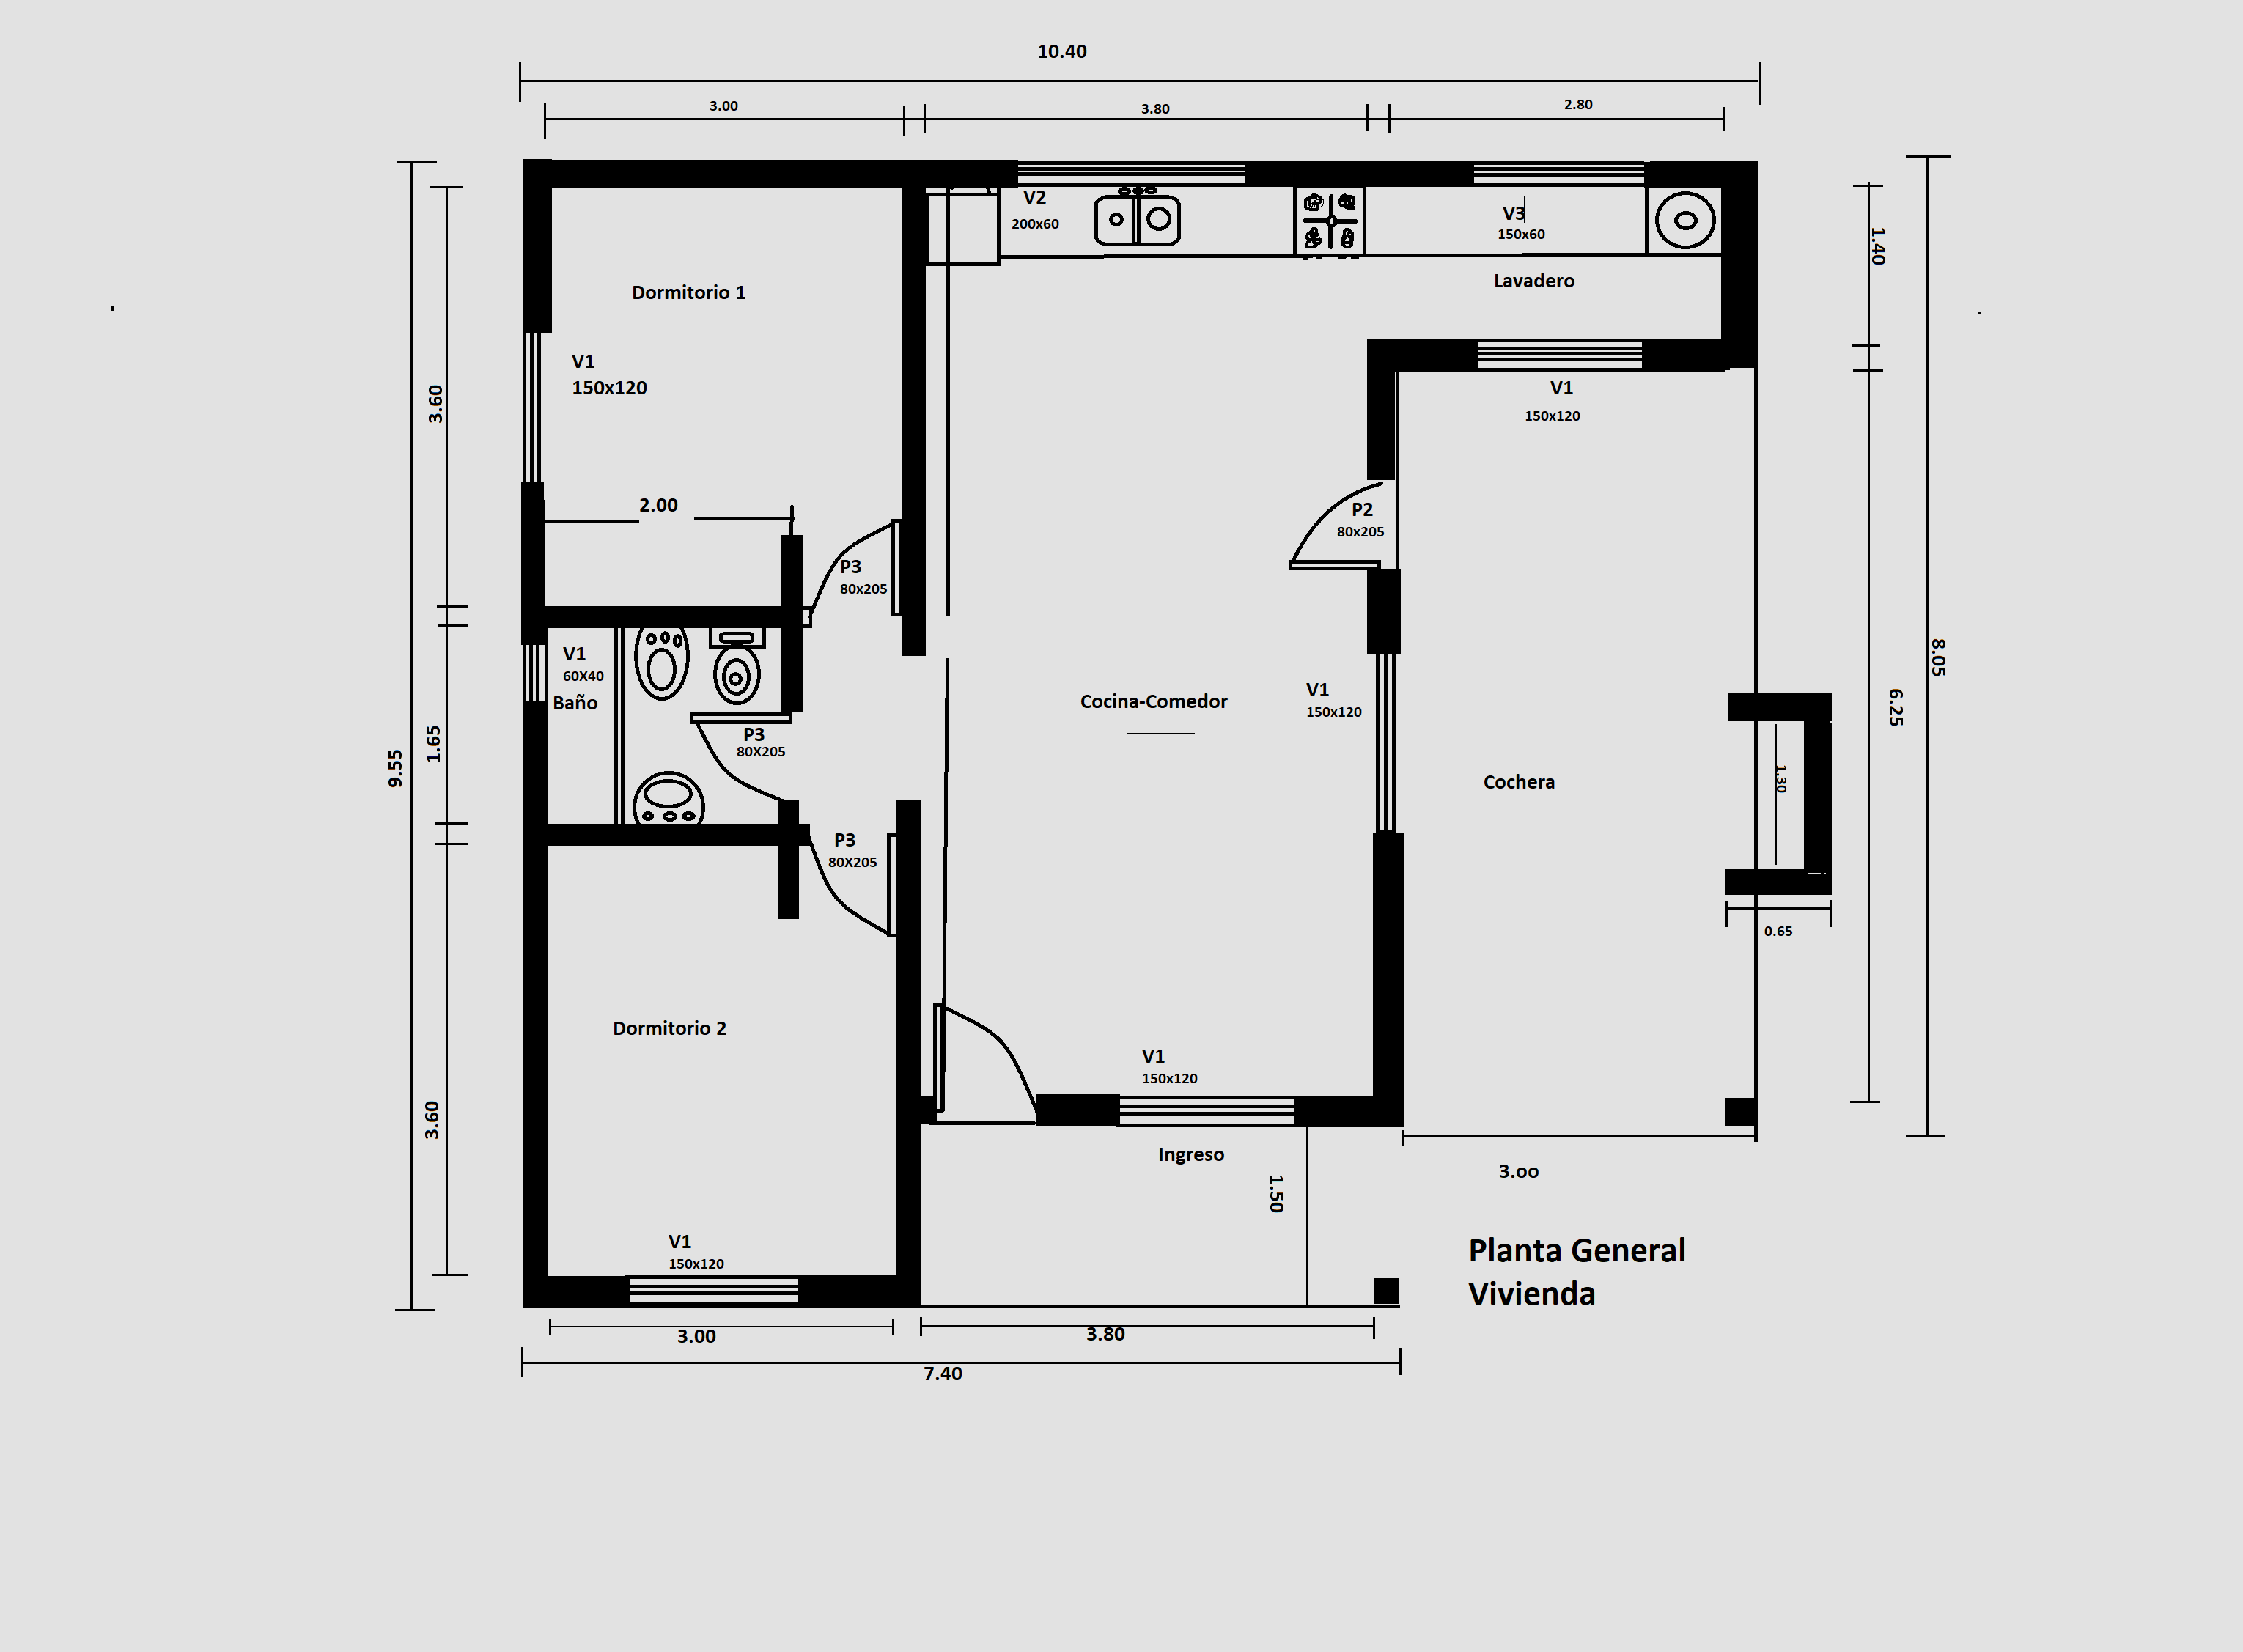 10.40
3.00
3.80
2.80
V2
200x60
V3
150x60
1.40
Lavadero
Dormitorio 1
V1
150x120
V1
150x120
3.60
2.00
P2
80x205
P3
80x205
V1
60X40
Baño
P3
80X205
Cocina-Comedor
V1
150x120
8.05
6.25
1.65
9.55
Cochera
1.30
P3
80X205
0.65
Dormitorio 2
V1
150x120
3.60
Ingreso
1.50
3.oo
V1
150x120
Planta General
Vivienda
3.00
3.80
7.40